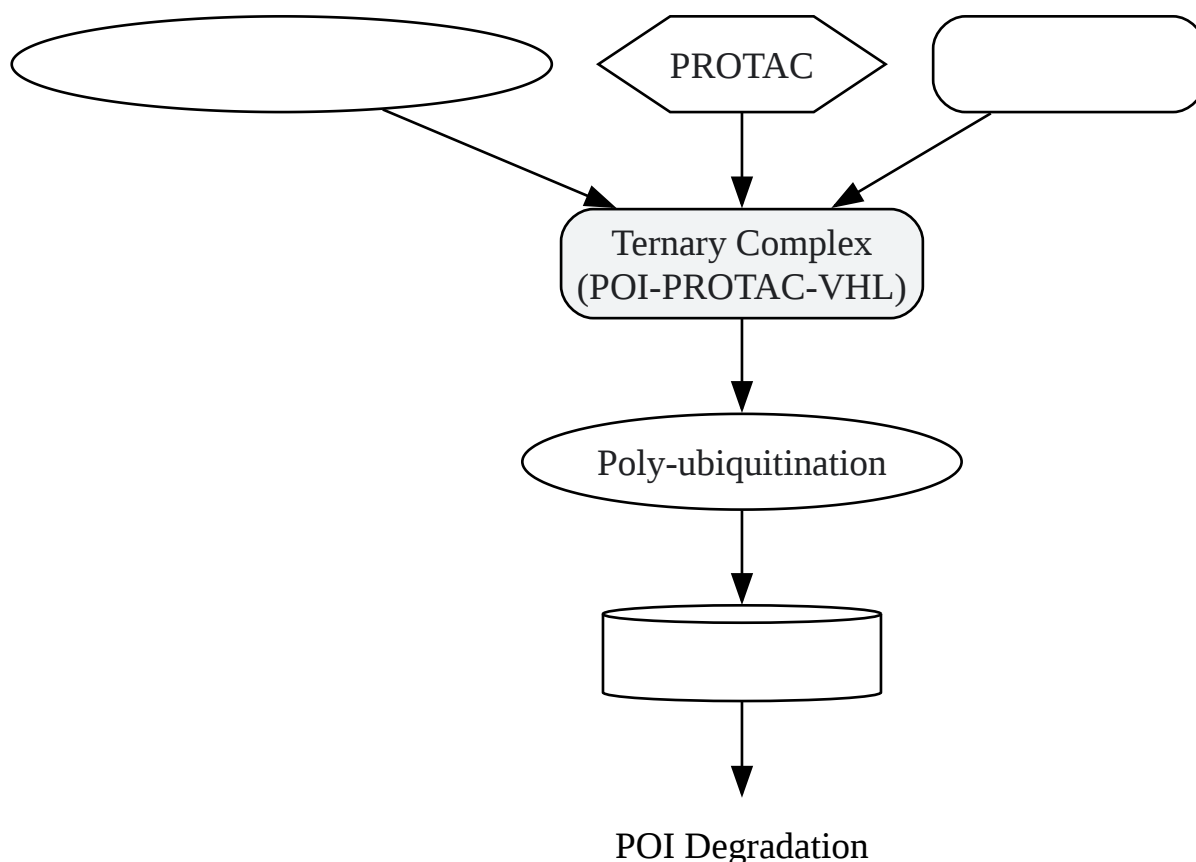 PROTAC
Ternary Complex
(POI-PROTAC-VHL)
Poly-ubiquitination
POI Degradation